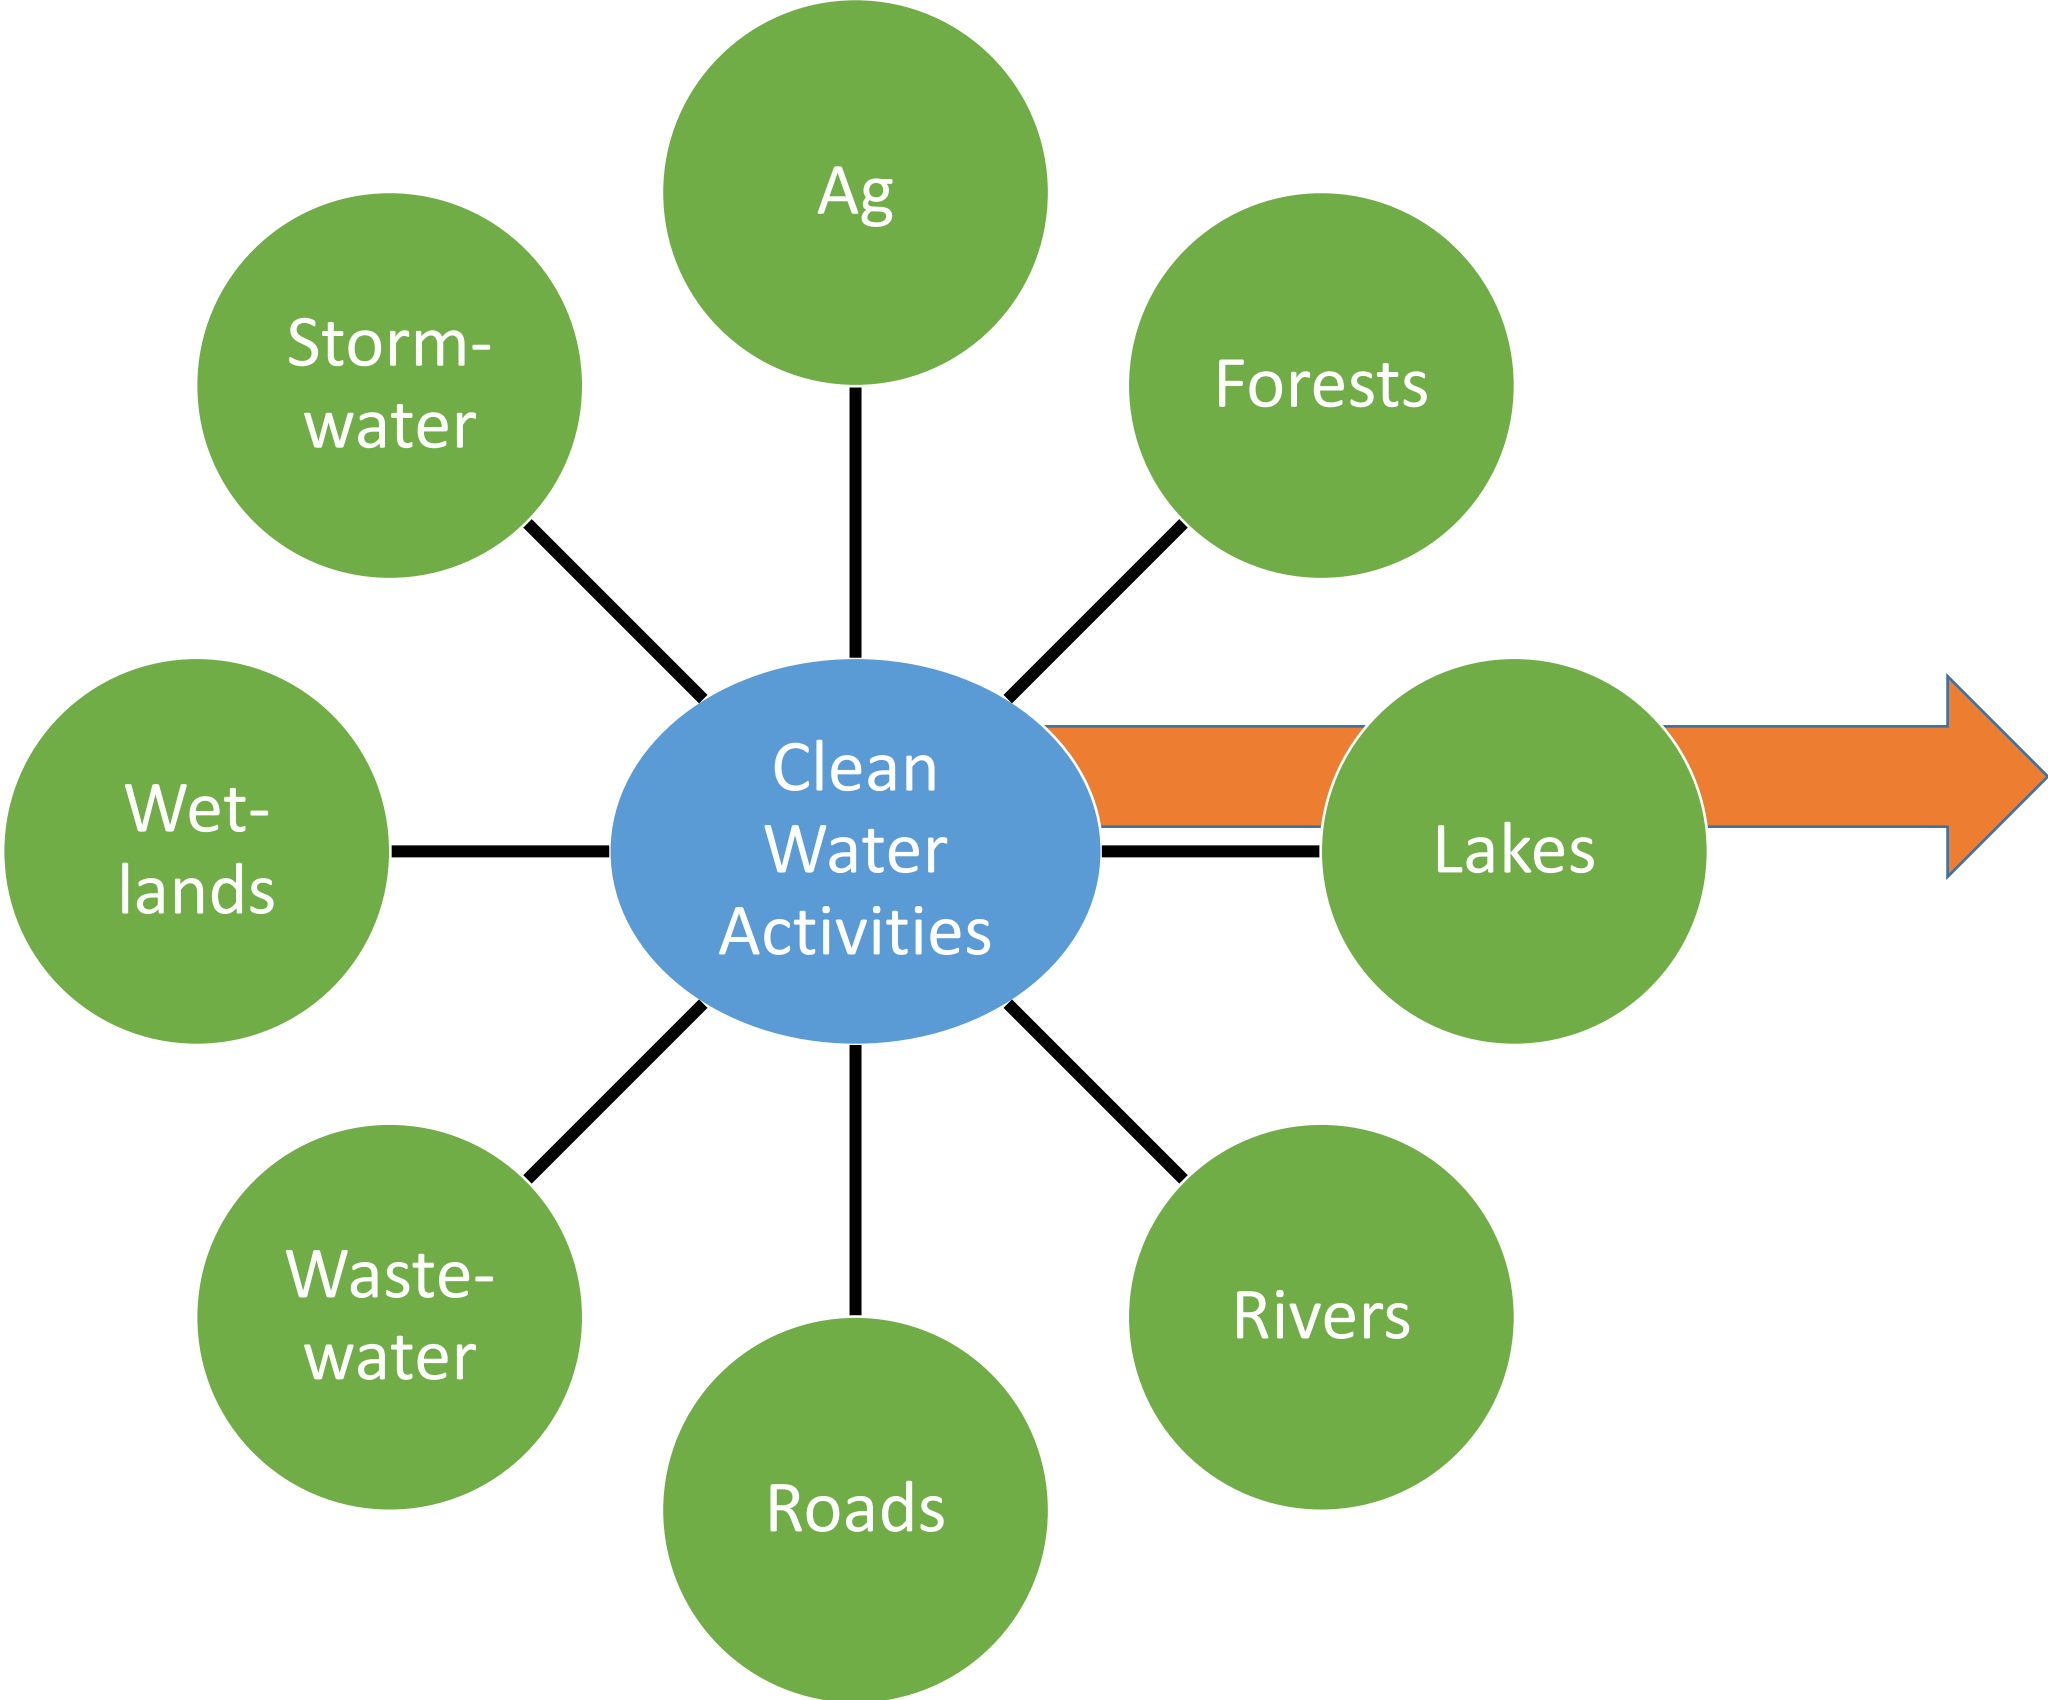 Ag
Storm-
water
Forests
Clean
Water
Activities
Wet-
lands
Lakes
Waste-
water
Rivers
Roads